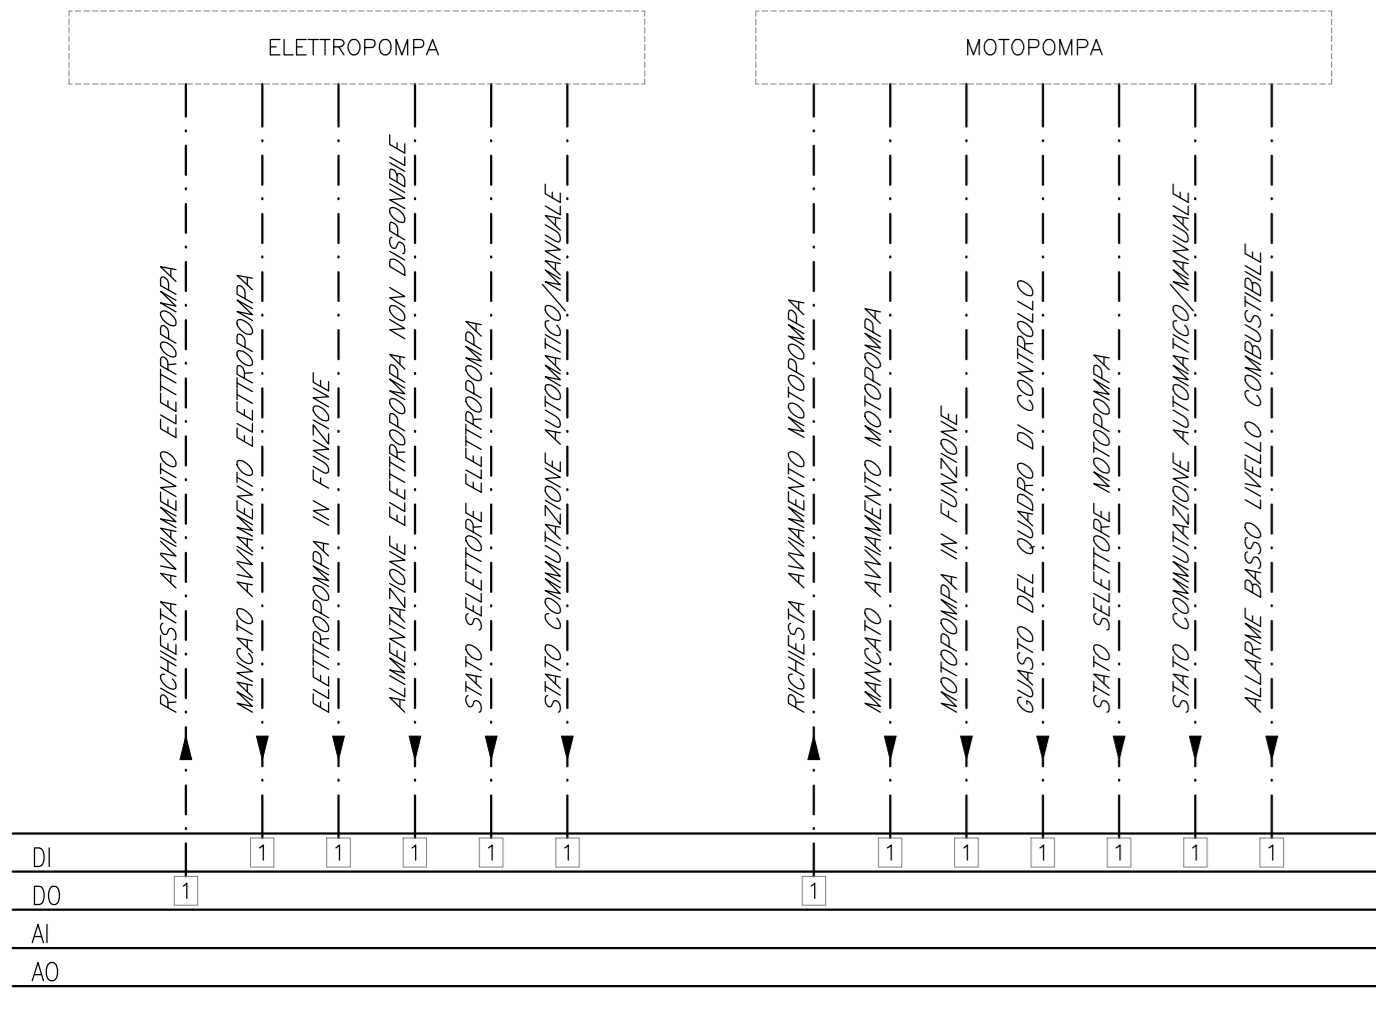 ELETTROPOMPA
MOTOPOMPA
RICHIESTA AVVIAMENTO ELETTROPOMPA
MANCATO AVVIAMENTO ELETTROPOMPA
ELETTROPOMPA IN FUNZIONE
ALIMENTAZIONE ELETTROPOMPA NON DISPONIBILE
STATO SELETTORE ELETTROPOMPA
STATO COMMUTAZIONE AUTOMATICO/MANUALE
RICHIESTA AVVIAMENTO MOTOPOMPA
MANCATO AVVIAMENTO MOTOPOMPA
MOTOPOMPA IN FUNZIONE
GUASTO DEL QUADRO DI CONTROLLO
STATO SELETTORE MOTOPOMPA
STATO COMMUTAZIONE AUTOMATICO/MANUALE
ALLARME BASSO LIVELLO COMBUSTIBILE
DI 1 1 1 1 1 1 1 1 1 1 1
DO 1 1
AI
AO